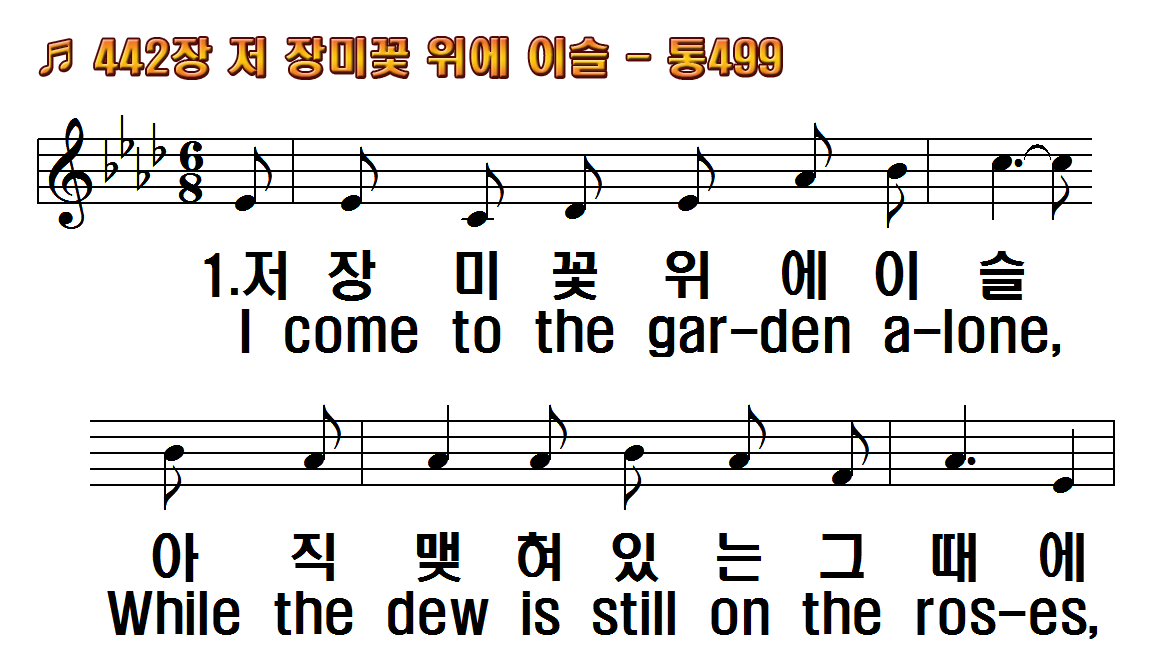 ♬ 442장 저 장미꽃 위에 이슬 - 통499
6
8
1.저 장 미 꽃 위 에 이 슬
I come to the gar-den a-lone,
아 직 맺 혀 있 는 그 때 에
While the dew is still on the ros-es,